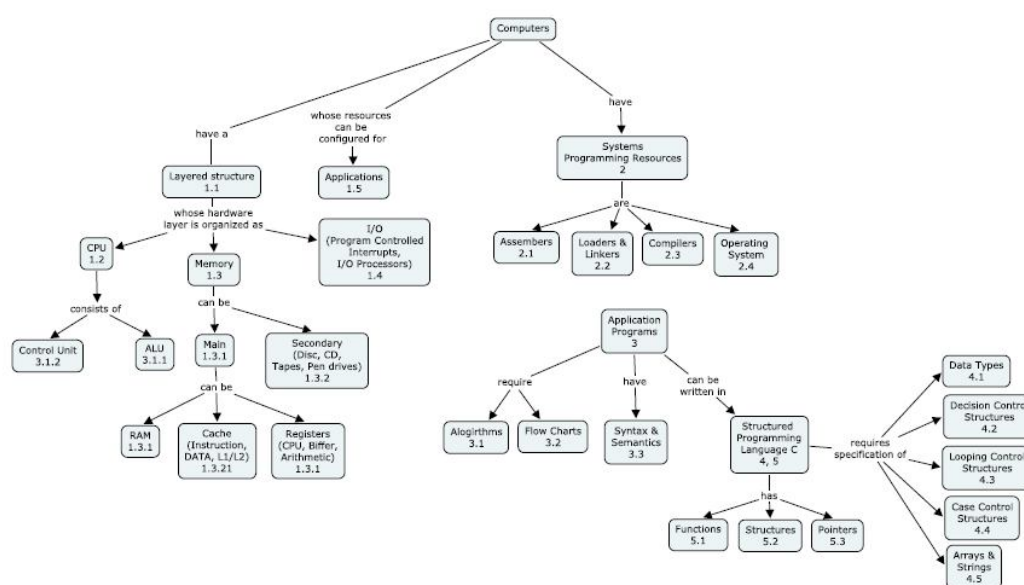 Computers
have a
whose resources
can be
configured for
have
Layered structure
1.1
Applications
1.5
Systems
Programming Resources
2
whose hardware
layer is organized as
are
CPU
1.2
Memory
1.3
I/O
(Program Controlled
Interrupts,
I/O Processors)
1.4
Assembers
2.1
Loaders &
Linkers
2.2
Compilers
2.3
Operating
System
2.4
consists of
can be
Control Unit
3.1.2
ALU
3.1.1
Main
1.3.1
Secondary
(Disc, CD,
Tapes, Pen drives)
1.3.2
can be
RAM
1.3.1
Cache
(Instruction,
DATA, L1/L2)
1.3.21
Registers
(CPU, Biffer,
Arithmetic)
1.3.1
Application
Programs
3
require
have
can be
written in
Alogirthms
3.1
Flow Charts
3.2
Syntax &
Semantics
3.3
Structured
Programming
Language C
4, 5
requires
specification of
Data Types
4.1
Decision Contro
Structures
4.2
Looping Control
Structures
4.3
Case Control
Structures
4.4
Arrays &
Strings
4.5
has
Functions
5.1
Structures
5.2
Pointers
5.3